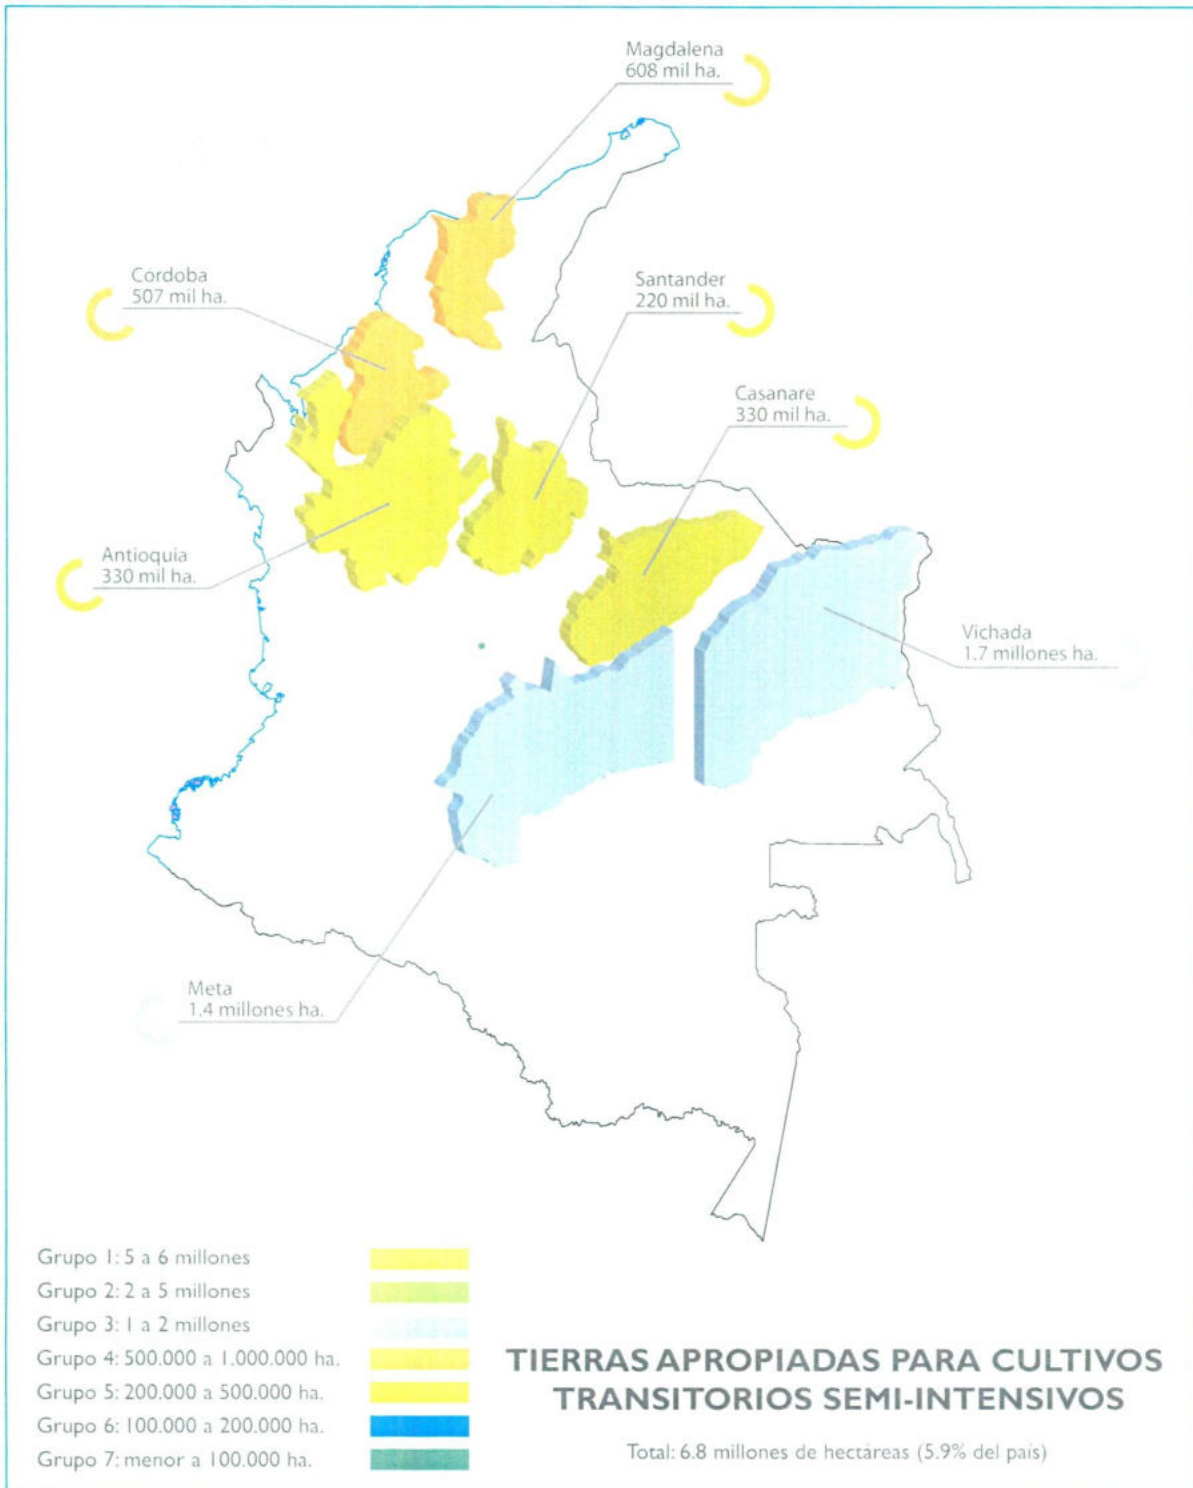 Magdalena
608 mil ha.
Córdoba
507 mil ha.
Santander
220 mil ha.
Casanare
330 mil ha.
Antioquia
330 mil ha.
Vichada
1.7 millones ha.
Meta
1.4 millones ha.
Grupo 1: 5 a 6 millones
Grupo 2: 2 a 5 millones
Grupo 3: 1 a 2 millones
Grupo 4: 500.000 a 1.000.000 ha.
Grupo 5: 200.000 a 500.000 ha.
Grupo 6: 100.000 a 200.000 ha.
Grupo 7: menor a 100.000 ha.
TIERRAS APROPIADAS PARA CULTIVOS
TRANSITORIOS SEMI-INTENSIVOS
Total: 6.8 millones de hectáreas (5.9% del país)